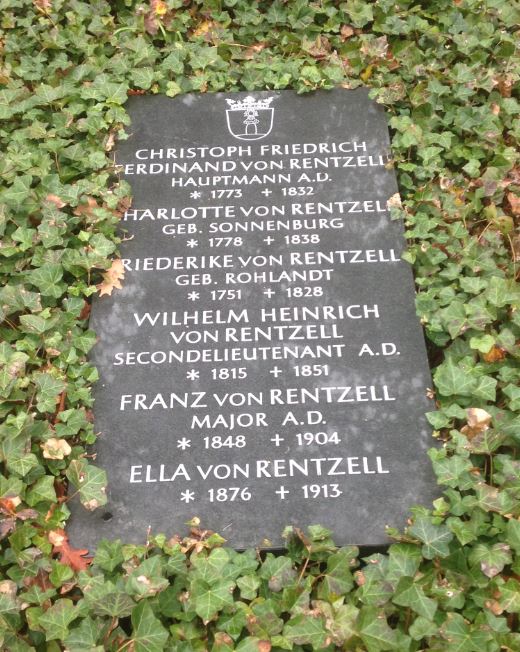 CHRISTOPH FRIEDRICH
FERDINAND VON RENTZELL
HAUPTMANN A.D.
* 1773 + 1832
CHARLOTTE VON RENTZELL
GEB. SONNENBURG
* 1778 + 1838
FRIEDERIKE VON RENTZELL
GEB. ROHLANDT
* 1751 + 1828
WILHELM HEINRICH
VON RENTZELL
SECONDELIEUTENANT A.D.
* 1815 + 1851
FRANZ VON RENTZELL
MAJOR A.D.
* 1848 + 1904
ELLA VON RENTZELL
* 1876 + 1913